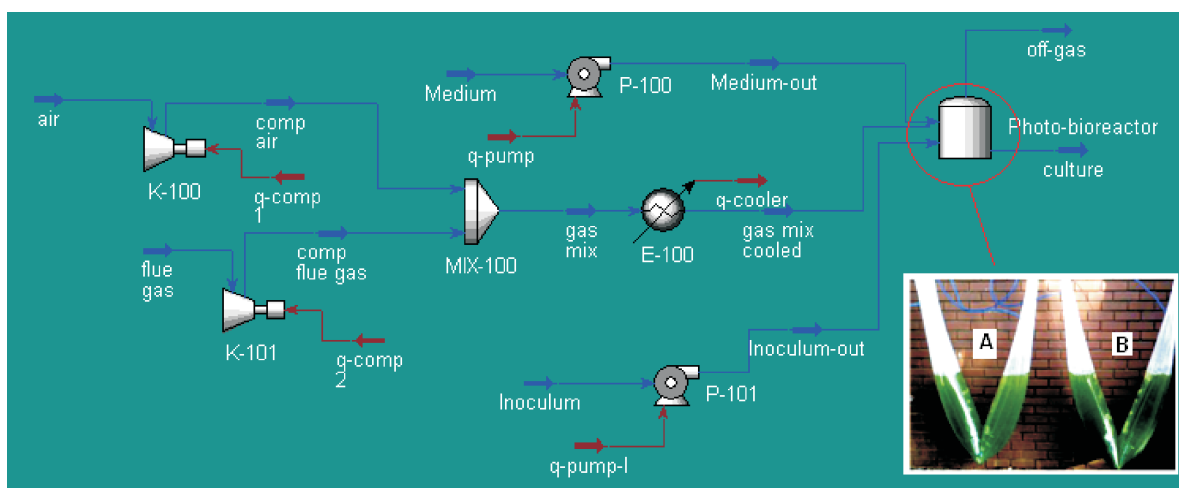 off-gas
Medium
P-100
Medium-out
air
comp
air
q-pump
Photo-bioreactor
culture
K-100
q-comp
1
q-cooler
flue
gas
comp
flue gas
MIX-100
gas
mix
E-100
gas mix
cooled
K-101
q-comp
2
Inoculum
P-101
Inoculum-out
q-pump-I
A
B